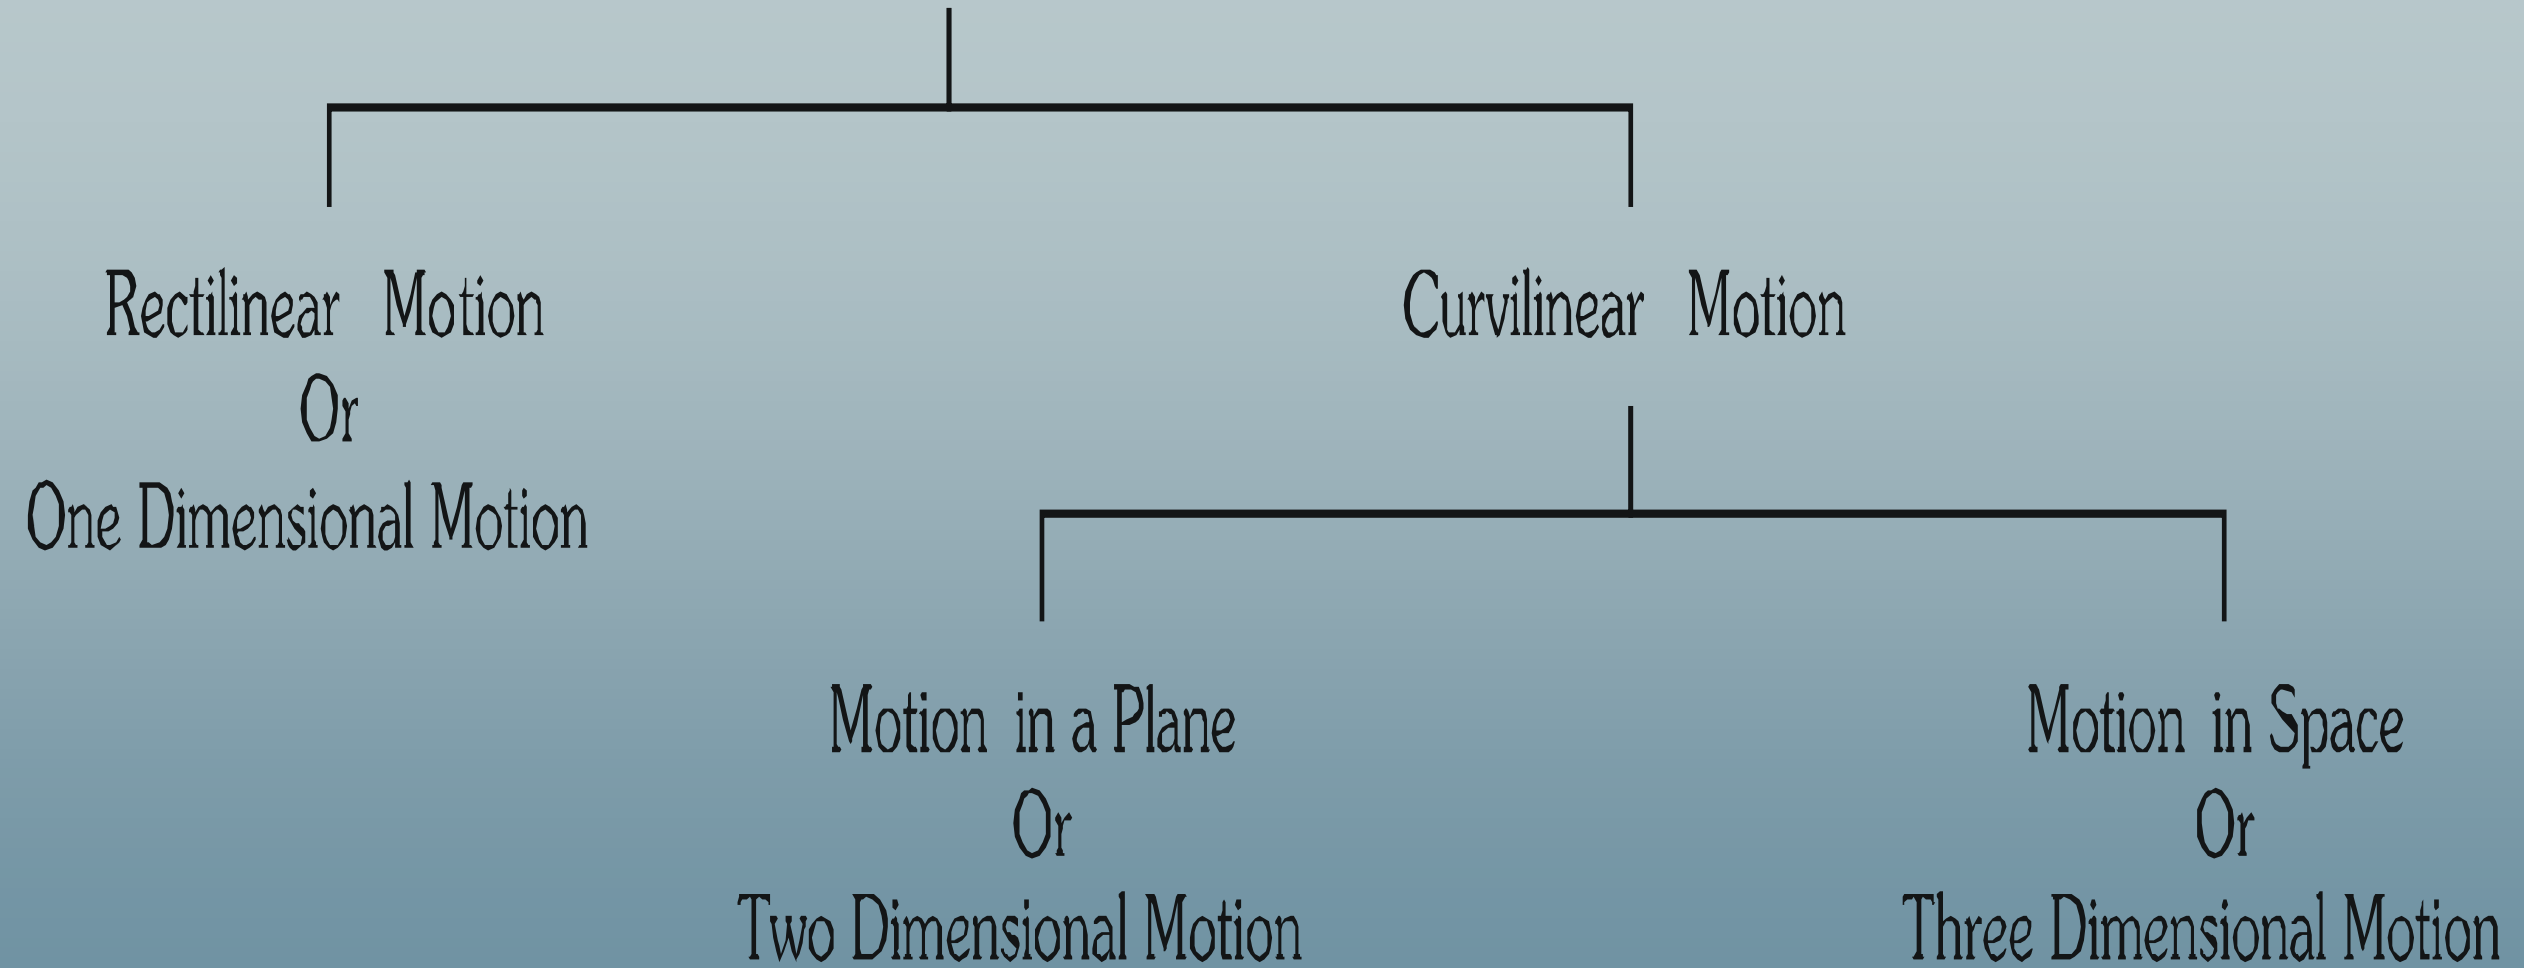 Rectilinear Motion
Or
One Dimensional Motion
Curvilinear Motion
Motion in a Plane
Or
Two Dimensional Motion
Motion in Space
Or
Three Dimensional Motion